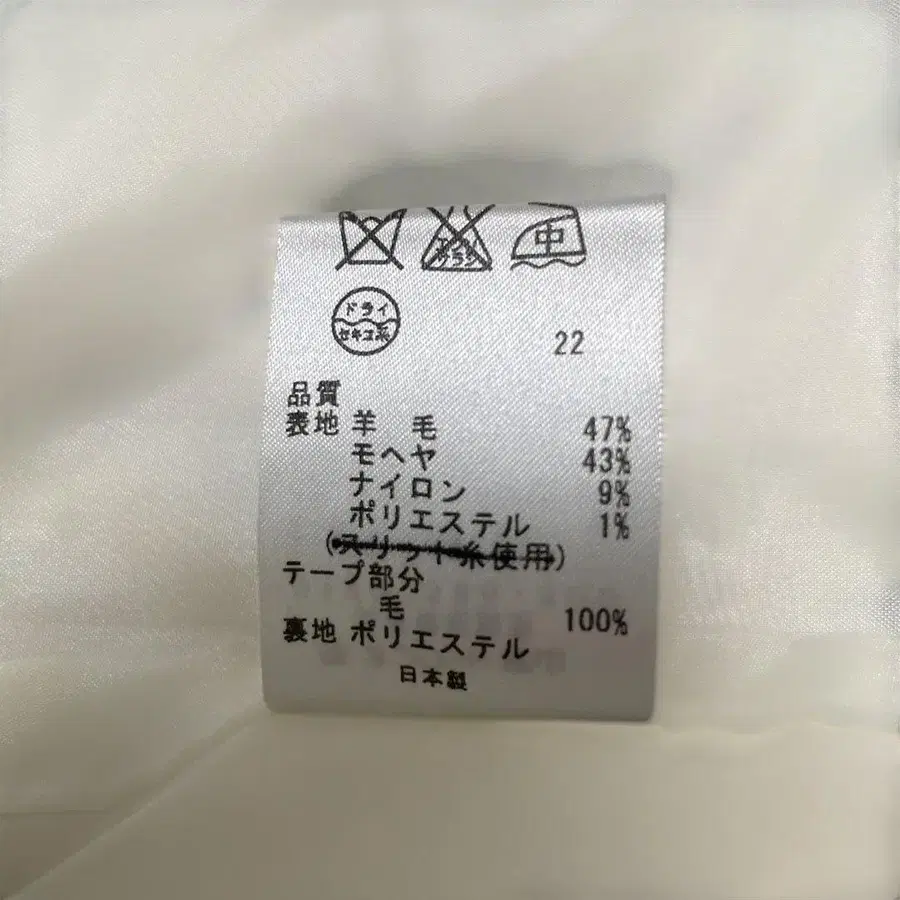 中
エンソ
サラシ
ドライ
セキユ系
22
品質
表地 羊 毛 47%
モヘヤ 43%
ナイロン 9%
ポリエステル 1%
(スリット糸使用)
テープ部分
毛 100%
裏地 ポリエステル
日本製